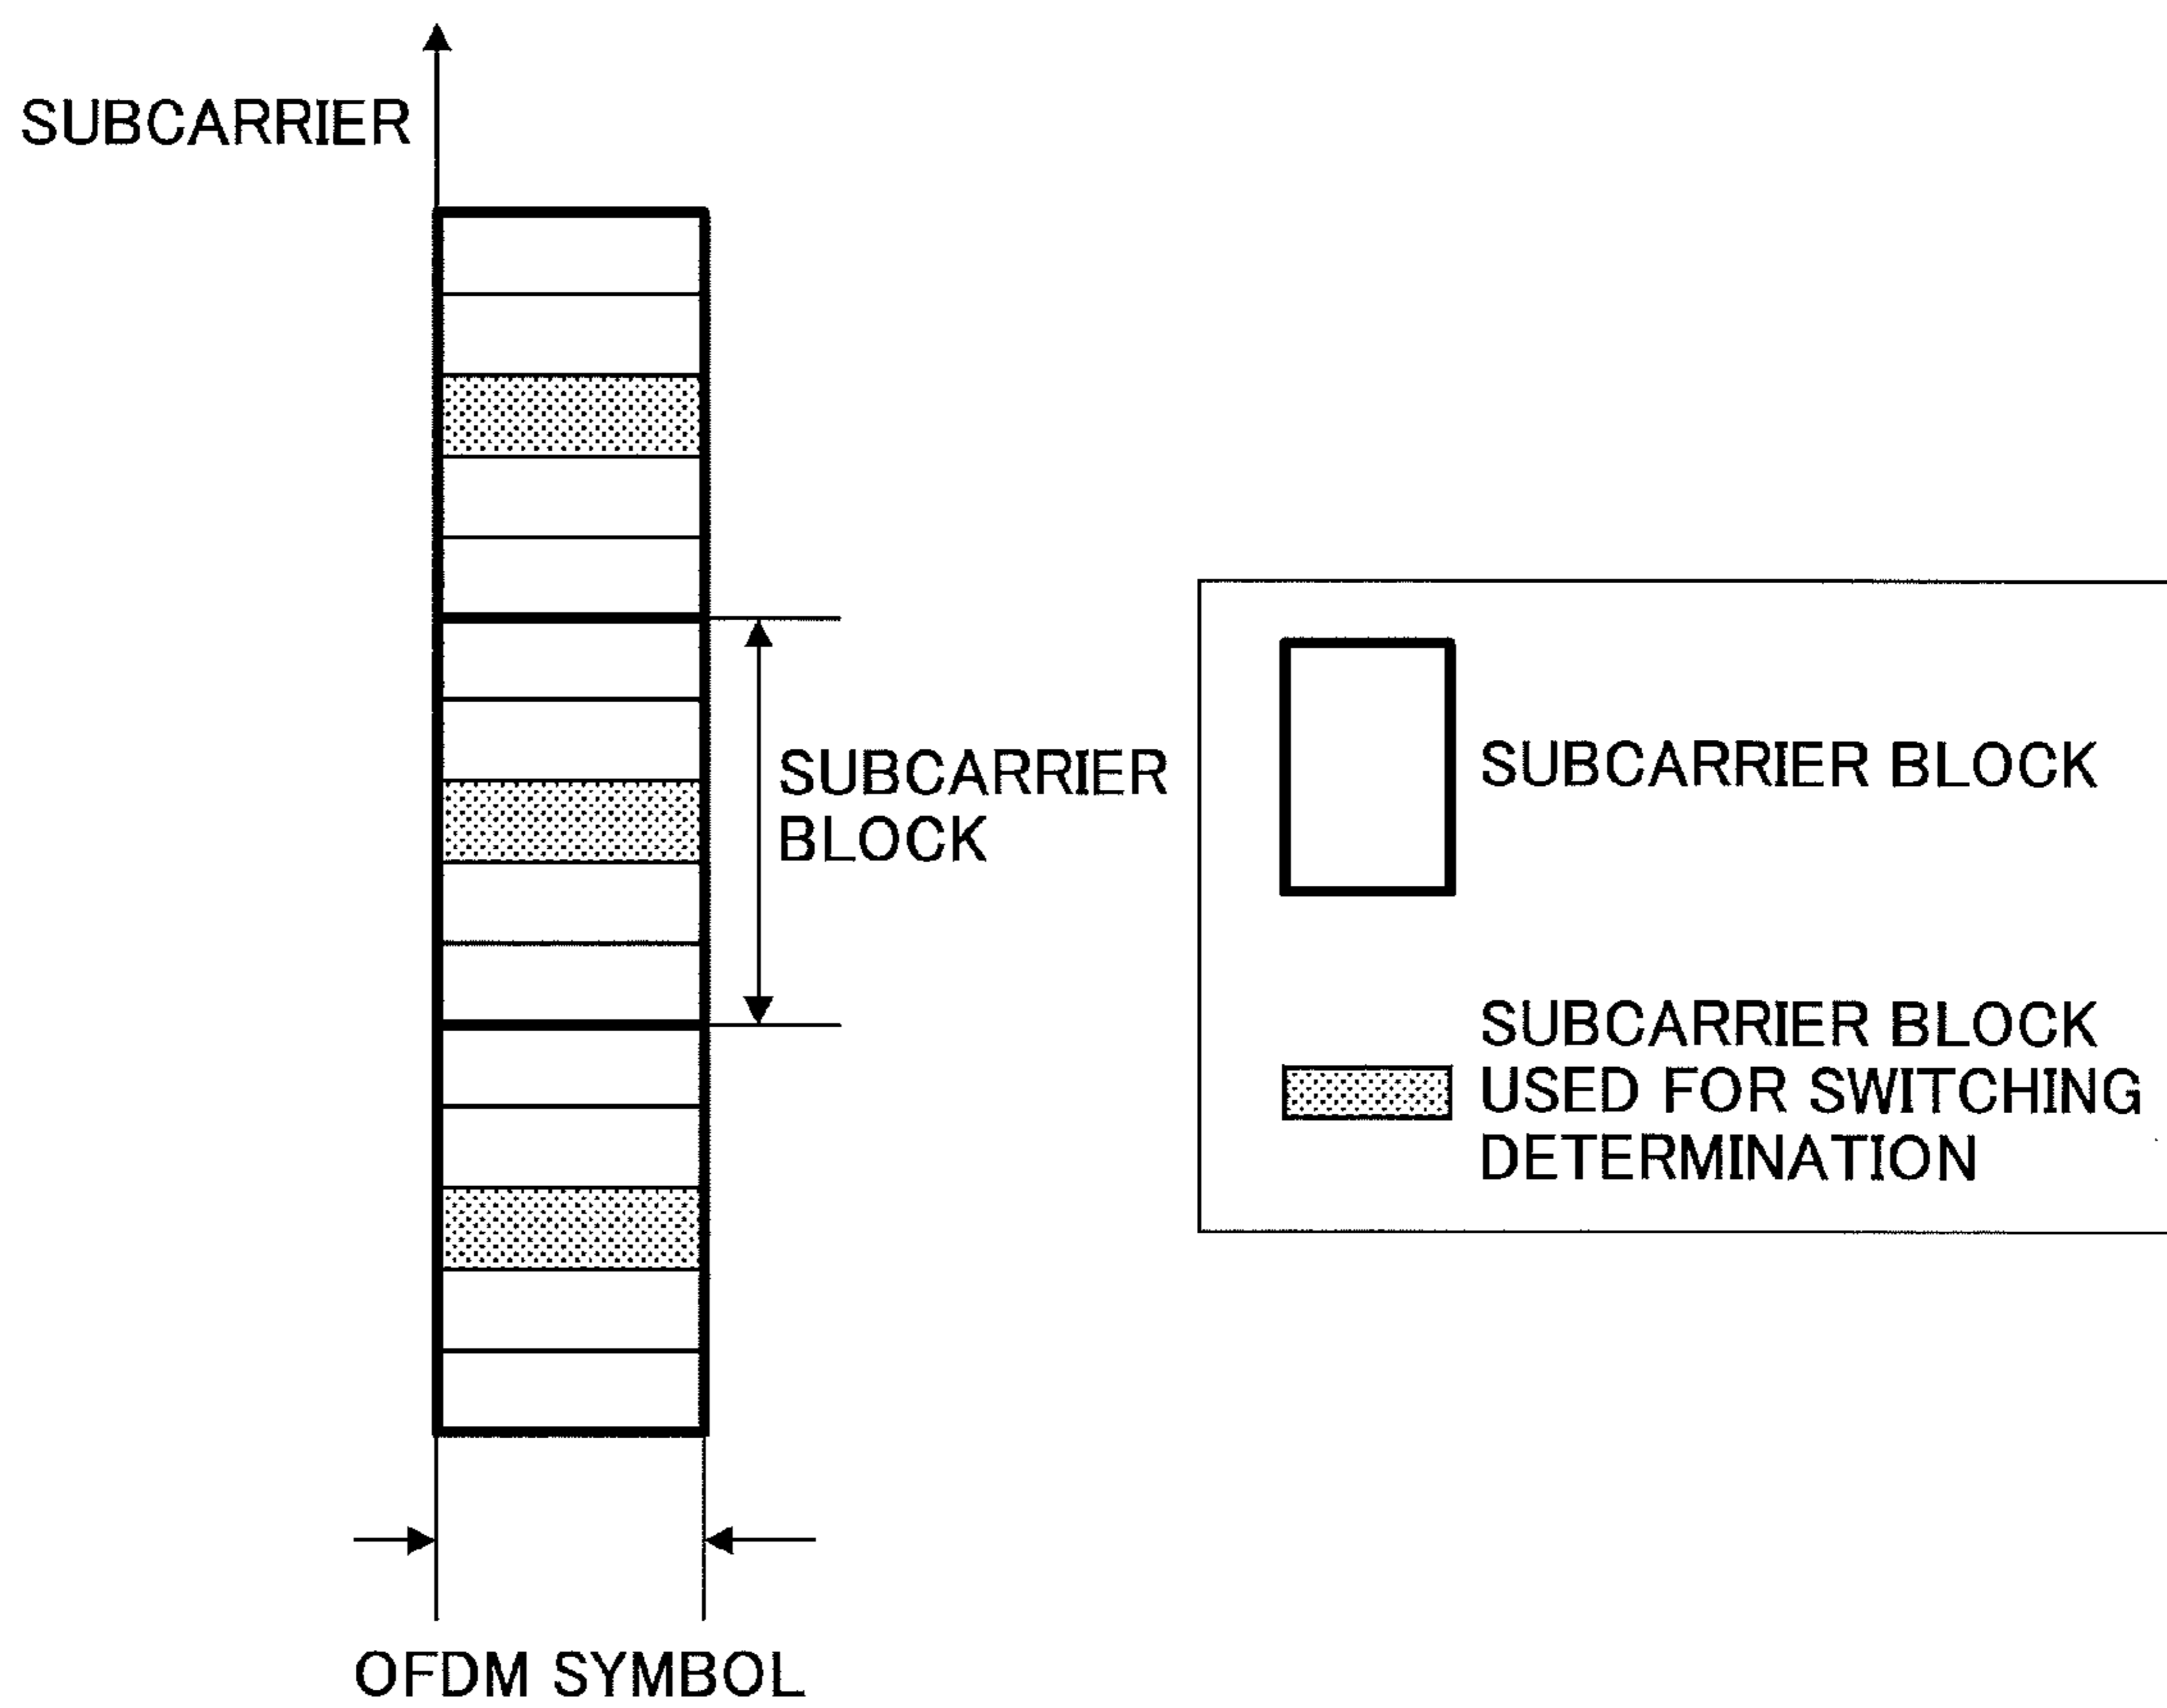 SUBCARRIER
SUBCARRIER
BLOCK
OFDM SYMBOL
SUBCARRIER BLOCK
SUBCARRIER BLOCK
USED FOR SWITCHING
DETERMINATION